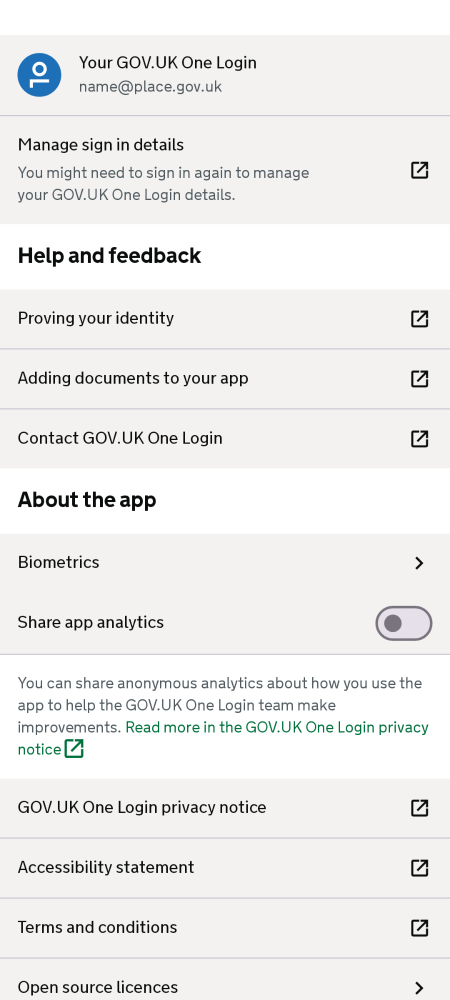 Your GOV.UK One Login
name@place.gov.uk
Manage sign in details
You might need to sign in again to manage
your GOV.UK One Login details.
Help and feedback
Proving your identity
Adding documents to your app
Contact GOV.UK One Login
About the app
Biometrics
Share app analytics
You can share anonymous analytics about how you use the
app to help the GOV.UK One Login team make
improvements. Read more in the GOV.UK One Login privacy
notice
GOV.UK One Login privacy notice
Accessibility statement
Terms and conditions
Open source licences